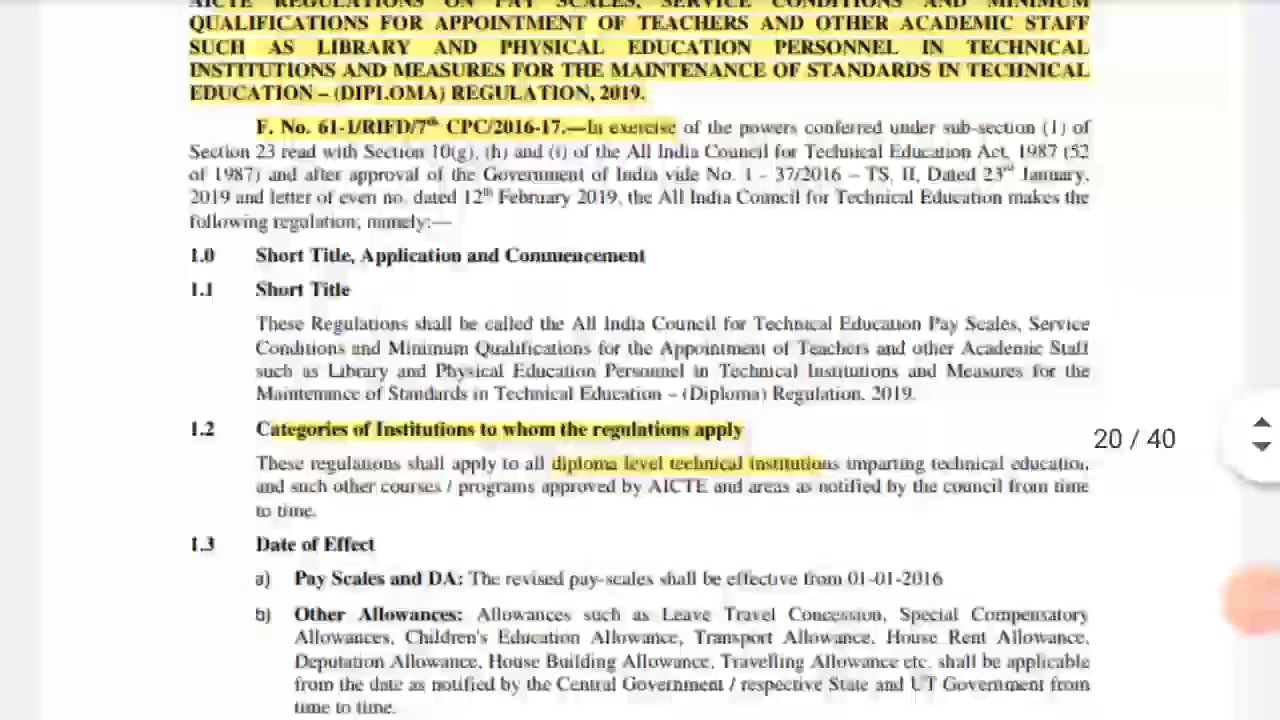 AICTE REGULATIONS ON PAY SCALES, SERVICE CONDITIONS AND MINIMUM
QUALIFICATIONS FOR APPOINTMENT OF TEACHERS AND OTHER ACADEMIC STAFF
SUCH AS LIBRARY AND PHYSICAL EDUCATION PERSONNEL IN TECHNICAL
INSTITUTIONS AND MEASURES FOR THE MAINTENANCE OF STANDARDS IN TECHNICAL
EDUCATION – (DIPLOMA) REGULATION, 2019.
F. No. 61-1/RIFD/7th CPC/2016-17.—In exercise of the powers conferred under sub-section (1) of
Section 23 read with Section 10(g), (h) and (i) of the All India Council for Technical Education Act, 1987 (52
of 1987) and after approval of the Government of India vide No. 1 - 37/2016 – TS, II, Dated 23rd January,
2019 and letter of even no. dated 12th February 2019, the All India Council for Technical Education makes the
following regulation; namely:—
1.0 Short Title, Application and Commencement
1.1 Short Title
These Regulations shall be called the All India Council for Technical Education Pay Scales, Service
Conditions and Minimum Qualifications for the Appointment of Teachers and other Academic Staff
such as Library and Physical Education Personnel in Technical Institutions and Measures for the
Maintenance of Standards in Technical Education – (Diploma) Regulation, 2019.
1.2 Categories of Institutions to whom the regulations apply
These regulations shall apply to all diploma level technical institutions imparting technical education,
and such other courses / programs approved by AICTE and areas as notified by the council from time
to time.
20 / 40
1.3 Date of Effect
a) Pay Scales and DA: The revised pay-scales shall be effective from 01-01-2016
b) Other Allowances: Allowances such as Leave Travel Concession, Special Compensatory
Allowances, Children's Education Allowance, Transport Allowance, House Rent Allowance,
Deputation Allowance, House Building Allowance, Travelling Allowance etc. shall be applicable
from the date as notified by the Central Government / respective State and UT Government from
time to time.